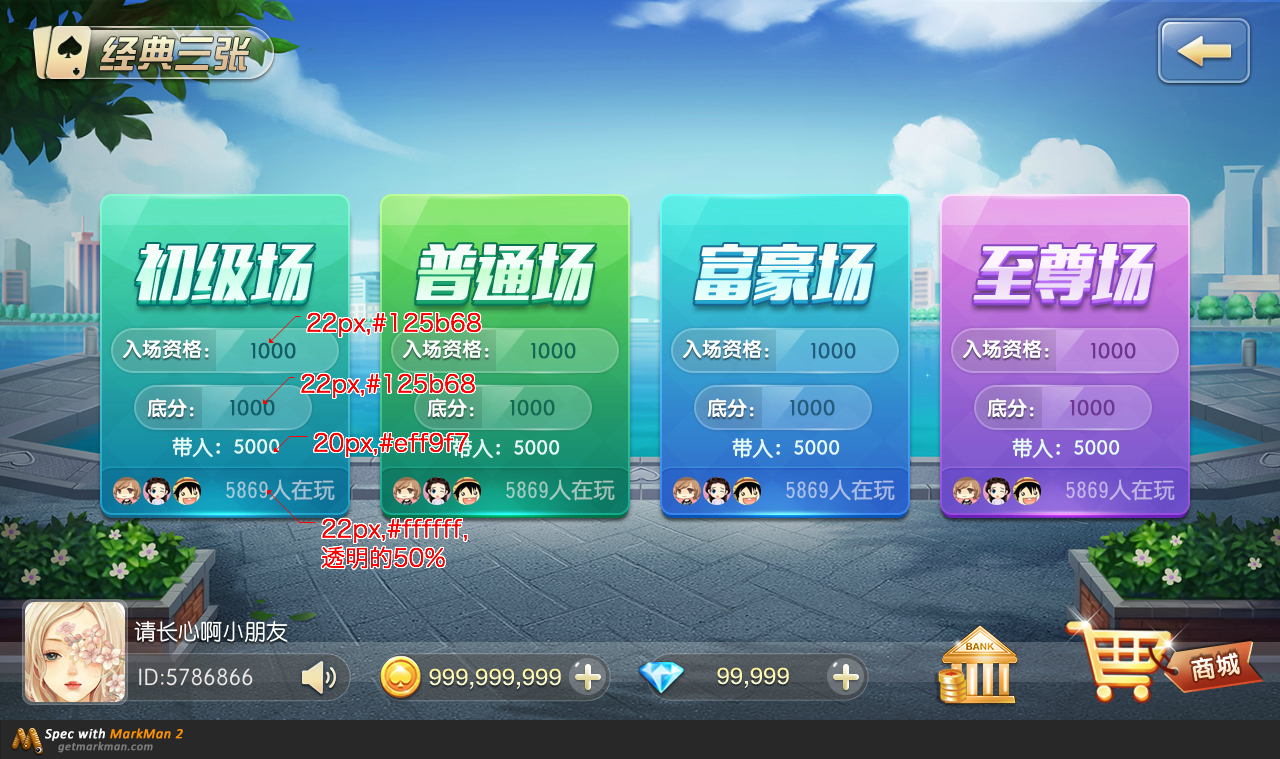 经典三张
初级场
普通场
富豪场
至尊场
22px,#125b68
入场资格: 1000
入场资格: 1000
入场资格: 1000
入场资格: 1000
22px,#125b68
底分: 1000
底分: 1000
底分: 1000
底分: 1000
20px,#eff9f7
带入: 5000
带入: 5000
带入: 5000
带入: 5000
5869人在玩
5869人在玩
5869人在玩
5869人在玩
22px,#ffffff,
透明的50%
请长心啊小朋友
ID:5786866
999,999,999
99,999
BANK
商城
Spec with MarkMan 2
getmarkman.com